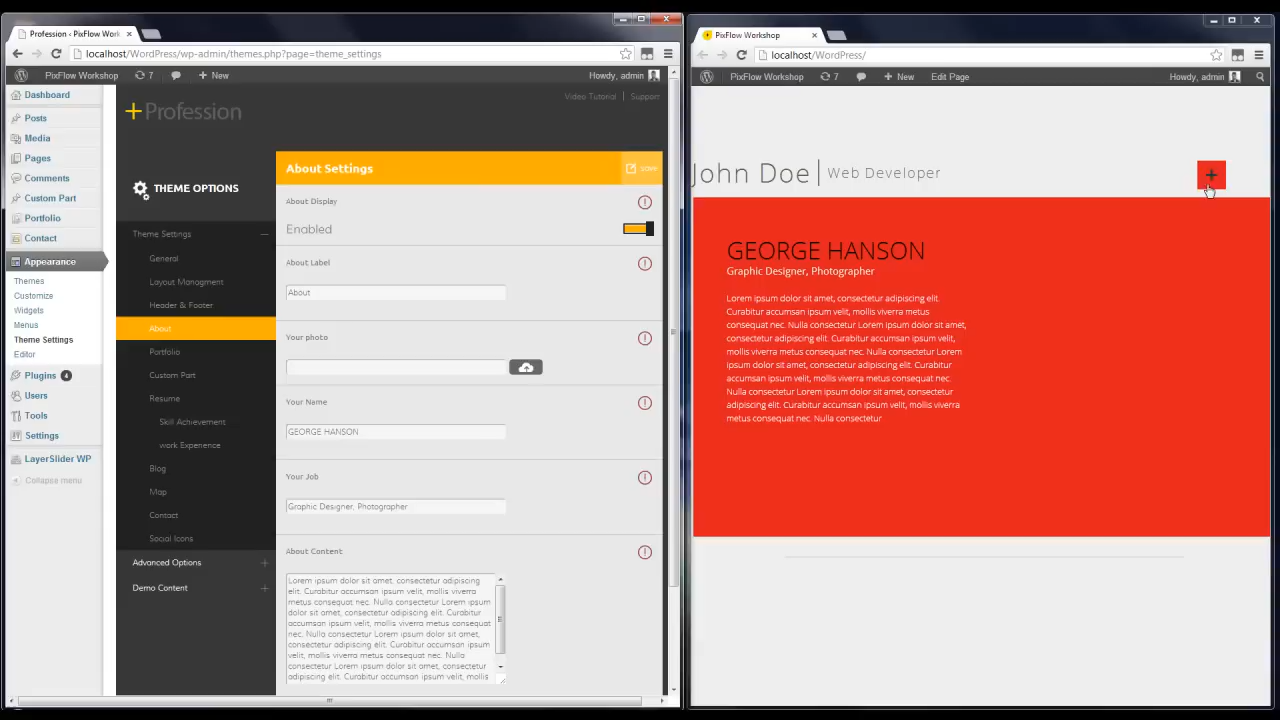 Profession ‹ PixFlow Work
localhost/WordPress/wp-admin/themes.php?page=theme_settings
PixFlow Workshop
7
New
Howdy, admin
Dashboard
Posts
Media
Pages
Comments
Custom Part
Portfolio
Contact
Appearance
Themes
Customize
Widgets
Menus
Theme Settings
Editor
Plugins 4
Users
Tools
Settings
LayerSlider WP
Collapse menu
+Profession
Video Tutorial | Support
THEME OPTIONS
Theme Settings
General
Layout Managment
Header & Footer
About
Portfolio
Custom Part
Resume
Skill Achievement
work Experience
Blog
Map
Contact
Social Icons
Advanced Options
Demo Content
About Settings
save
About Display
Enabled
About Label
About
Your photo
Your Name
GEORGE HANSON
Your Job
Graphic Designer, Photographer
About Content
Lorem ipsum dolor sit amet, consectetur adipiscing
elit. Curabitur accumsan ipsum velit, mollis viverra
metus consequat nec. Nulla consectetur Lorem ipsum
dolor sit amet, consectetur adipiscing elit. Curabitur
accumsan ipsum velit, mollis viverra metus consequat
nec. Nulla consectetur Lorem ipsum dolor sit amet,
consectetur adipiscing elit. Curabitur accumsan ipsum
velit, mollis viverra metus consequat nec. Nulla
consectetur Lorem ipsum dolor sit amet, consectetur
adipiscing elit. Curabitur accumsan ipsum velit, mollis
PixFlow Workshop
localhost/WordPress/
PixFlow Workshop
7
New
Edit Page
Howdy, admin
John Doe | Web Developer
GEORGE HANSON
Graphic Designer, Photographer
Lorem ipsum dolor sit amet, consectetur adipiscing elit.
Curabitur accumsan ipsum velit, mollis viverra metus
consequat nec. Nulla consectetur Lorem ipsum dolor sit amet,
consectetur adipiscing elit. Curabitur accumsan ipsum velit,
mollis viverra metus consequat nec. Nulla consectetur
Lorem ipsum dolor sit amet, consectetur adipiscing elit.
Curabitur accumsan ipsum velit, mollis viverra metus
consequat nec. Nulla consectetur Lorem ipsum dolor sit amet,
adipiscing elit. Curabitur accumsan ipsum velit, mollis viverra
metus consequat nec. Nulla consectetur